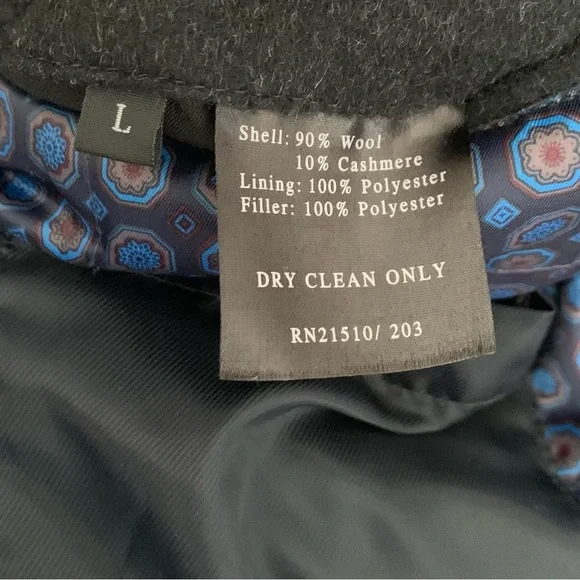 L
Shell: 90% Wool
10% Cashmere
Lining: 100% Polyester
Filler: 100% Polyester
DRY CLEAN ONLY
RN21510/ 203